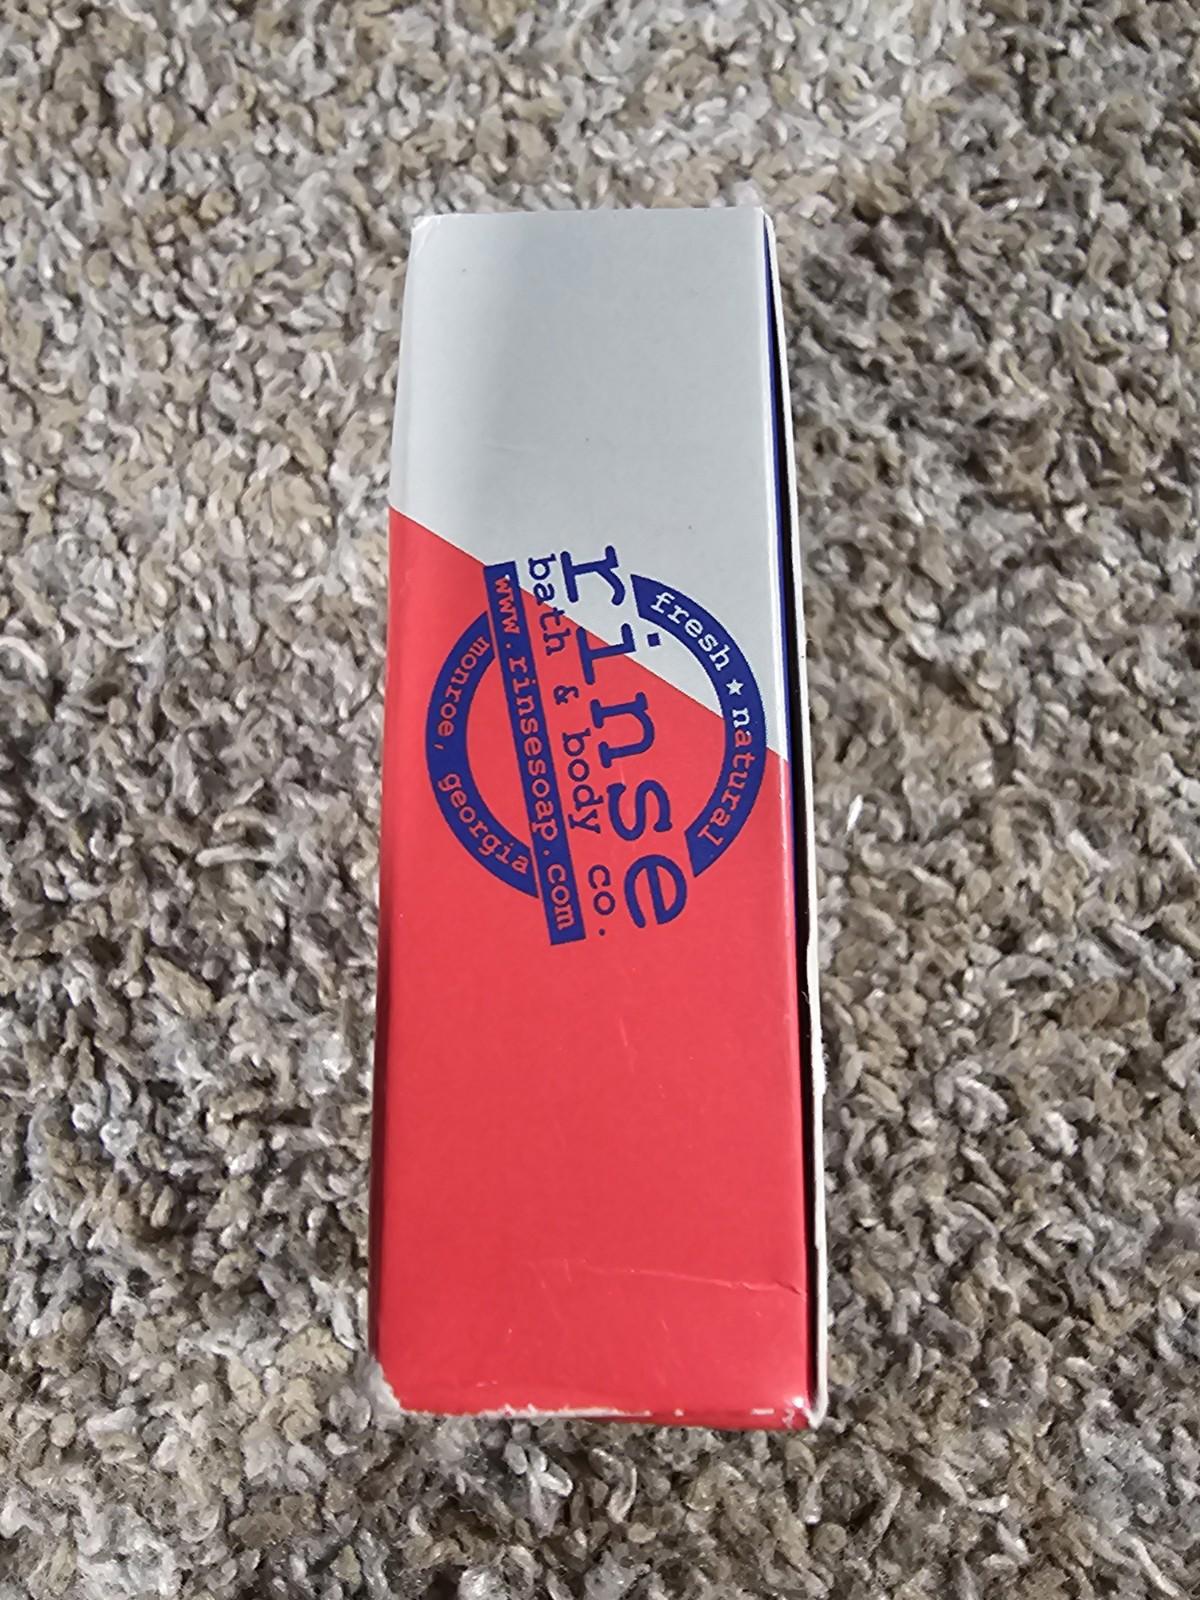 fresh ★ natural
rinse
bath & body co.
www.rinsesoap.com
monroe, georgia